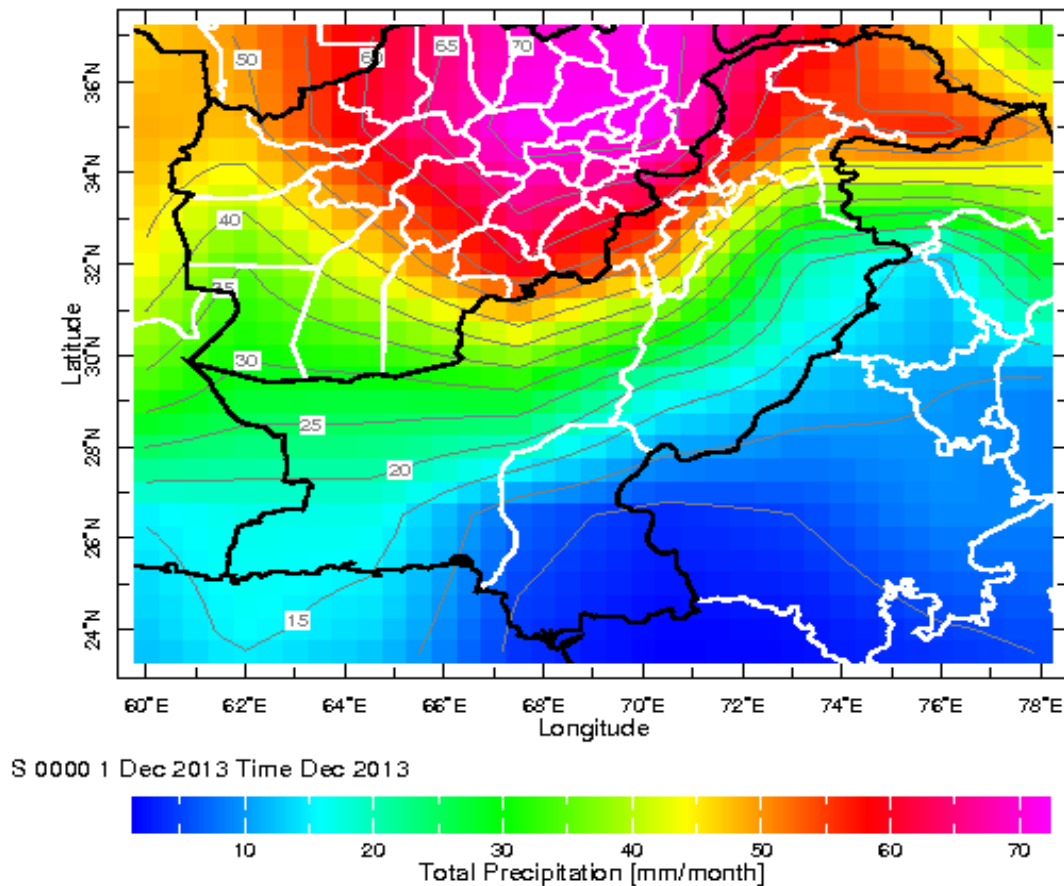 50
60
65
70
40
35
30
25
20
15
36°N
34°N
32°N
30°N
28°N
26°N
24°N
Latitude
60°E 62°E 64°E 66°E 68°E 70°E 72°E 74°E 76°E 78°E
Longitude
S 0000 1 Dec 2013 Time Dec 2013
10 20 30 40 50 60 70
Total Precipitation [mm/month]